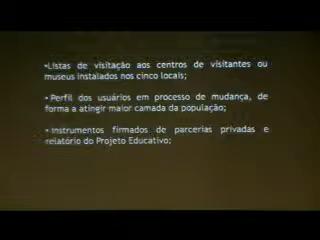 •Listas de visitação aos centros de visitantes ou
museus instalados nos cinco locais;
• Perfil dos usuários em processo de mudança, de
forma a atingir maior camada da população;
• Instrumentos firmados de parcerias privadas e
relatório do Projeto Educativo;